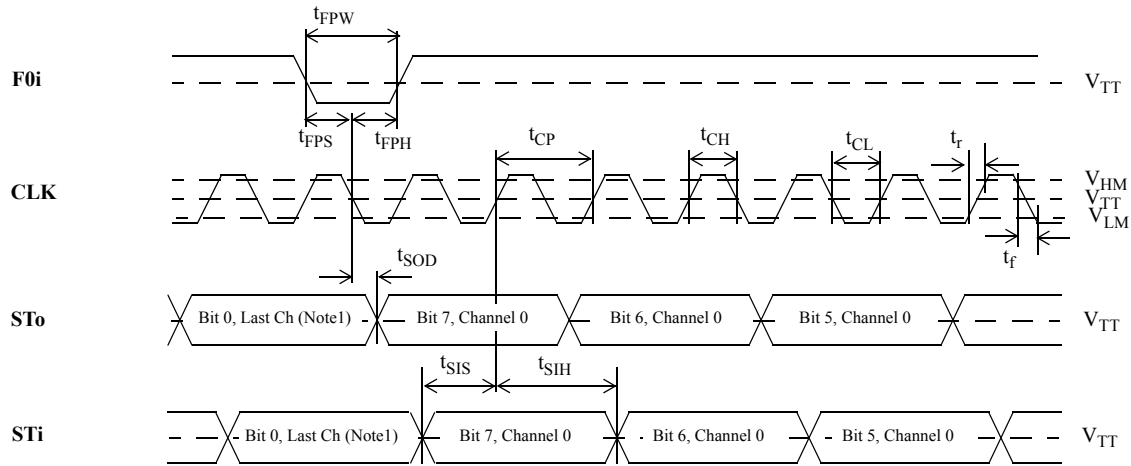 tFPW
F0i
VTT
tFPS
tFPH
tCP
tCH
tCL
tr
CLK
VHM
VTT
VLM
tSOD
tf
STo
Bit 0, Last Ch (Note1)
Bit 7, Channel 0
Bit 6, Channel 0
Bit 5, Channel 0
VTT
tSIS
tSIH
STi
Bit 0, Last Ch (Note1)
Bit 7, Channel 0
Bit 6, Channel 0
Bit 5, Channel 0
VTT